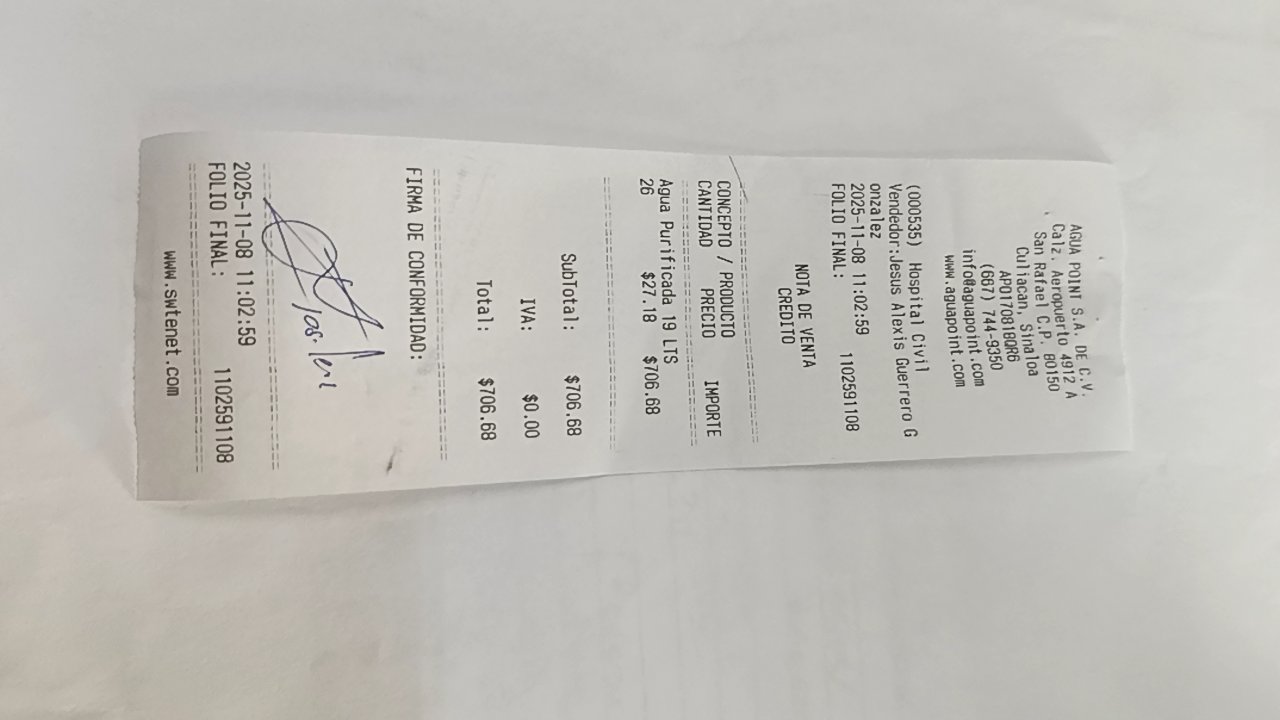 AGUA POINT S.A. DE C.V.
Calz. Aeropuerto 4912 A
San Rafael C.P. 80150
Culiacan, Sinaloa
APO170818QR6
(667) 744-9350
info@aguapoint.com
www.aguapoint.com
(000535) Hospital Civil
Vendedor:Jesus Alexis Guerrero G
onzalez
2025-11-08 11:02:59
FOLIO FINAL: 1102591108
NOTA DE VENTA
CREDITO
CONCEPTO / PRODUCTO
CANTIDAD PRECIO IMPORTE
Agua Purificada 19 LTS
26 $27.18 $706.68
SubTotal: $706.68
IVA: $0.00
Total: $706.68
FIRMA DE CONFORMIDAD:
2025-11-08 11:02:59
FOLIO FINAL: 1102591108
www.swtenet.com